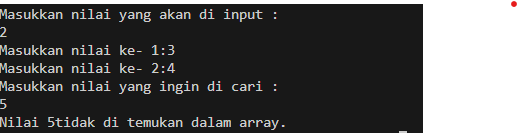 Masukkan nilai yang akan di input :
2
Masukkan nilai ke- 1:3
Masukkan nilai ke- 2:4
Masukkan nilai yang ingin di cari :
5
Nilai 5tidak di temukan dalam array.